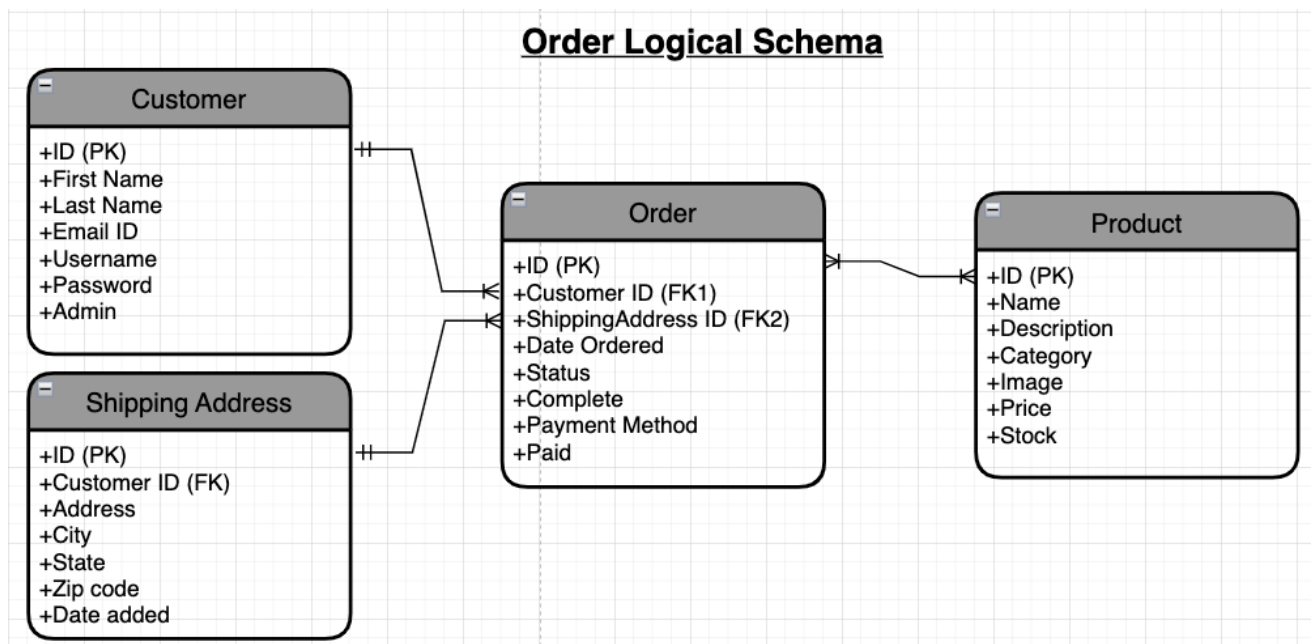 Order Logical Schema
Customer
+ID (PK)
+First Name
+Last Name
+Email ID
+Username
+Password
+Admin
Shipping Address
+ID (PK)
+Customer ID (FK)
+Address
+City
+State
+Zip code
+Date added
Order
+ID (PK)
+Customer ID (FK1)
+ShippingAddress ID (FK2)
+Date Ordered
+Status
+Complete
+Payment Method
+Paid
Product
+ID (PK)
+Name
+Description
+Category
+Image
+Price
+Stock